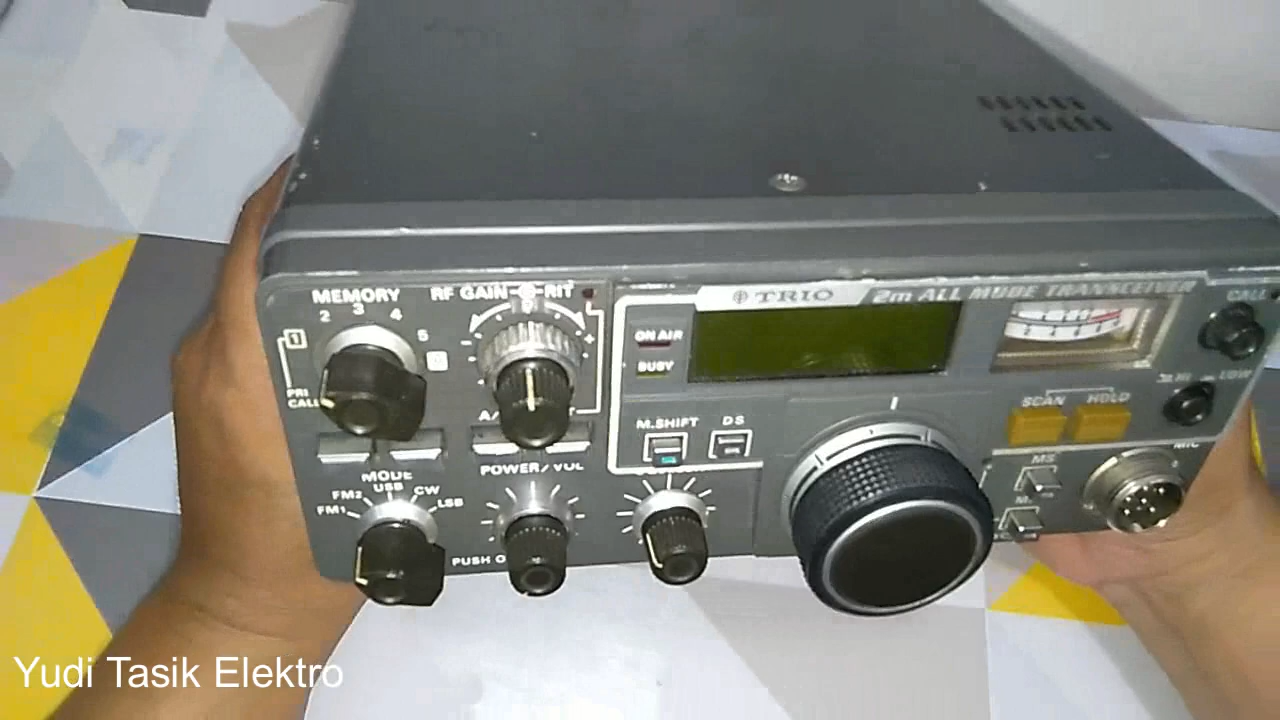 MEMORY
2 3 4 5
1
PRI
CALL
RF GAIN RIT
TRIO
2m ALL MODE TRANSCEIVER
ON AIR
BUSY
CALL
SCAN HOLD
M.SHIFT DS
MIC
MS
POWER/VOL
MODE
FM1 FM2 USB CW LSB
Yudi Tasik Elektro